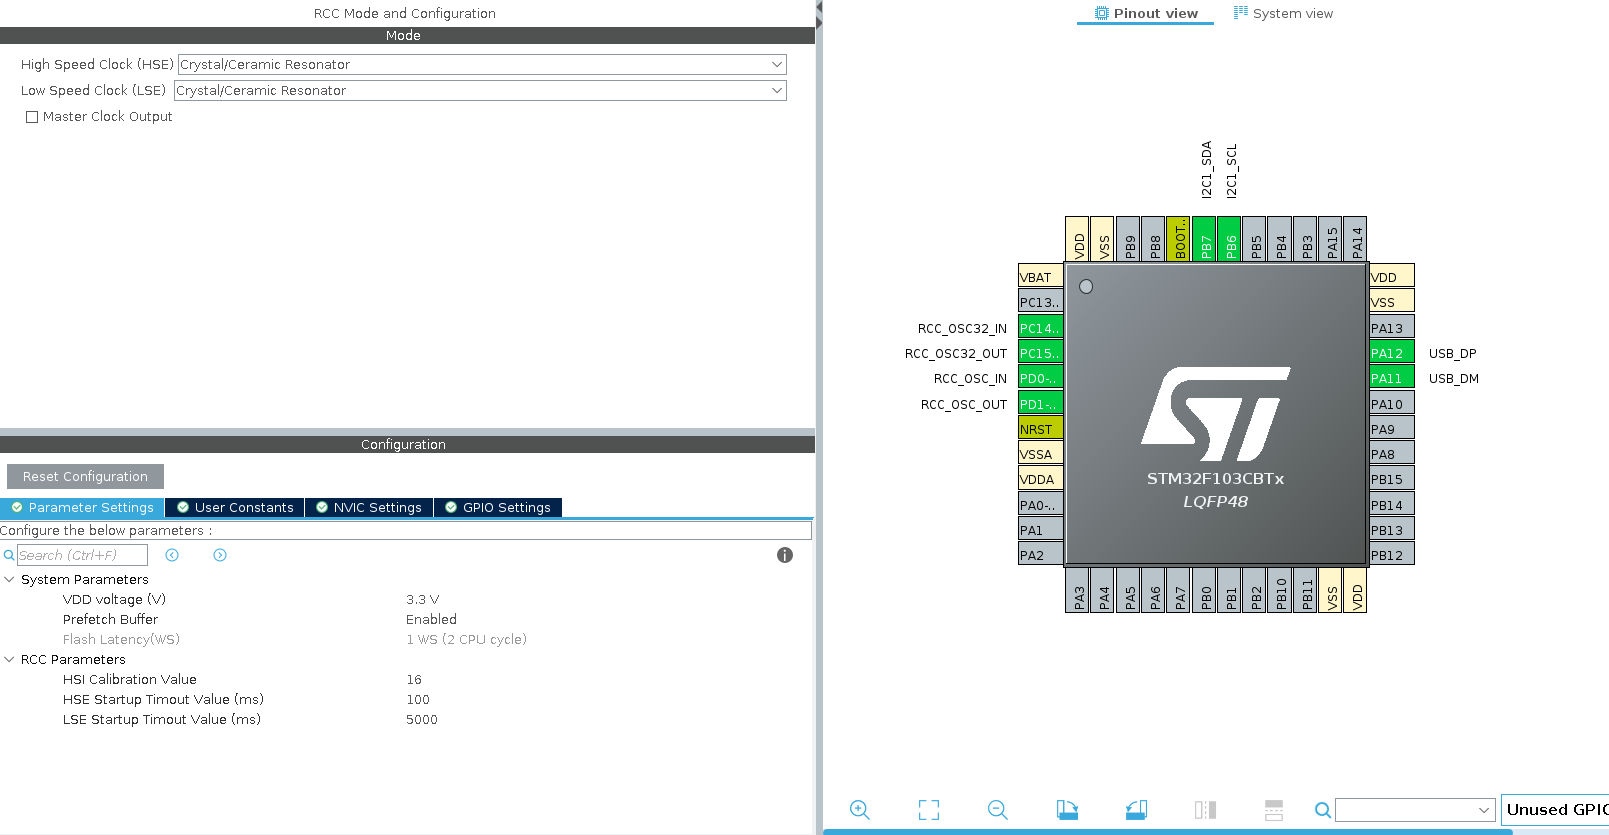 RCC Mode and Configuration
Mode
High Speed Clock (HSE) Crystal/Ceramic Resonator
Low Speed Clock (LSE) Crystal/Ceramic Resonator
Master Clock Output
Configuration
Reset Configuration
Parameter Settings User Constants NVIC Settings GPIO Settings
Configure the below parameters :
Search (Ctrl+F)
System Parameters
VDD voltage (V) 3.3 V
Prefetch Buffer Enabled
Flash Latency(WS) 1 WS (2 CPU cycle)
RCC Parameters
HSI Calibration Value 16
HSE Startup Timout Value (ms) 100
LSE Startup Timout Value (ms) 5000
Pinout view System view
I2C1_SDA I2C1_SCL
VDD VSS PB9 PB8 BOOT.. PB7 PB6 PB5 PB4 PB3 PA15 PA14
VBAT VDD
PC13.. VSS
RCC_OSC32_IN PC14.. PA13
RCC_OSC32_OUT PC15.. PA12 USB_DP
RCC_OSC_IN PD0-.. PA11 USB_DM
RCC_OSC_OUT PD1-.. PA10
NRST PA9
VSSA PA8
VDDA PB15
PA0-.. PB14
PA1 PB13
PA2 PB12
ST
STM32F103CBTx
LQFP48
PA3 PA4 PA5 PA6 PA7 PB0 PB1 PB2 PB10 PB11 VSS VDD
Unused GPIO